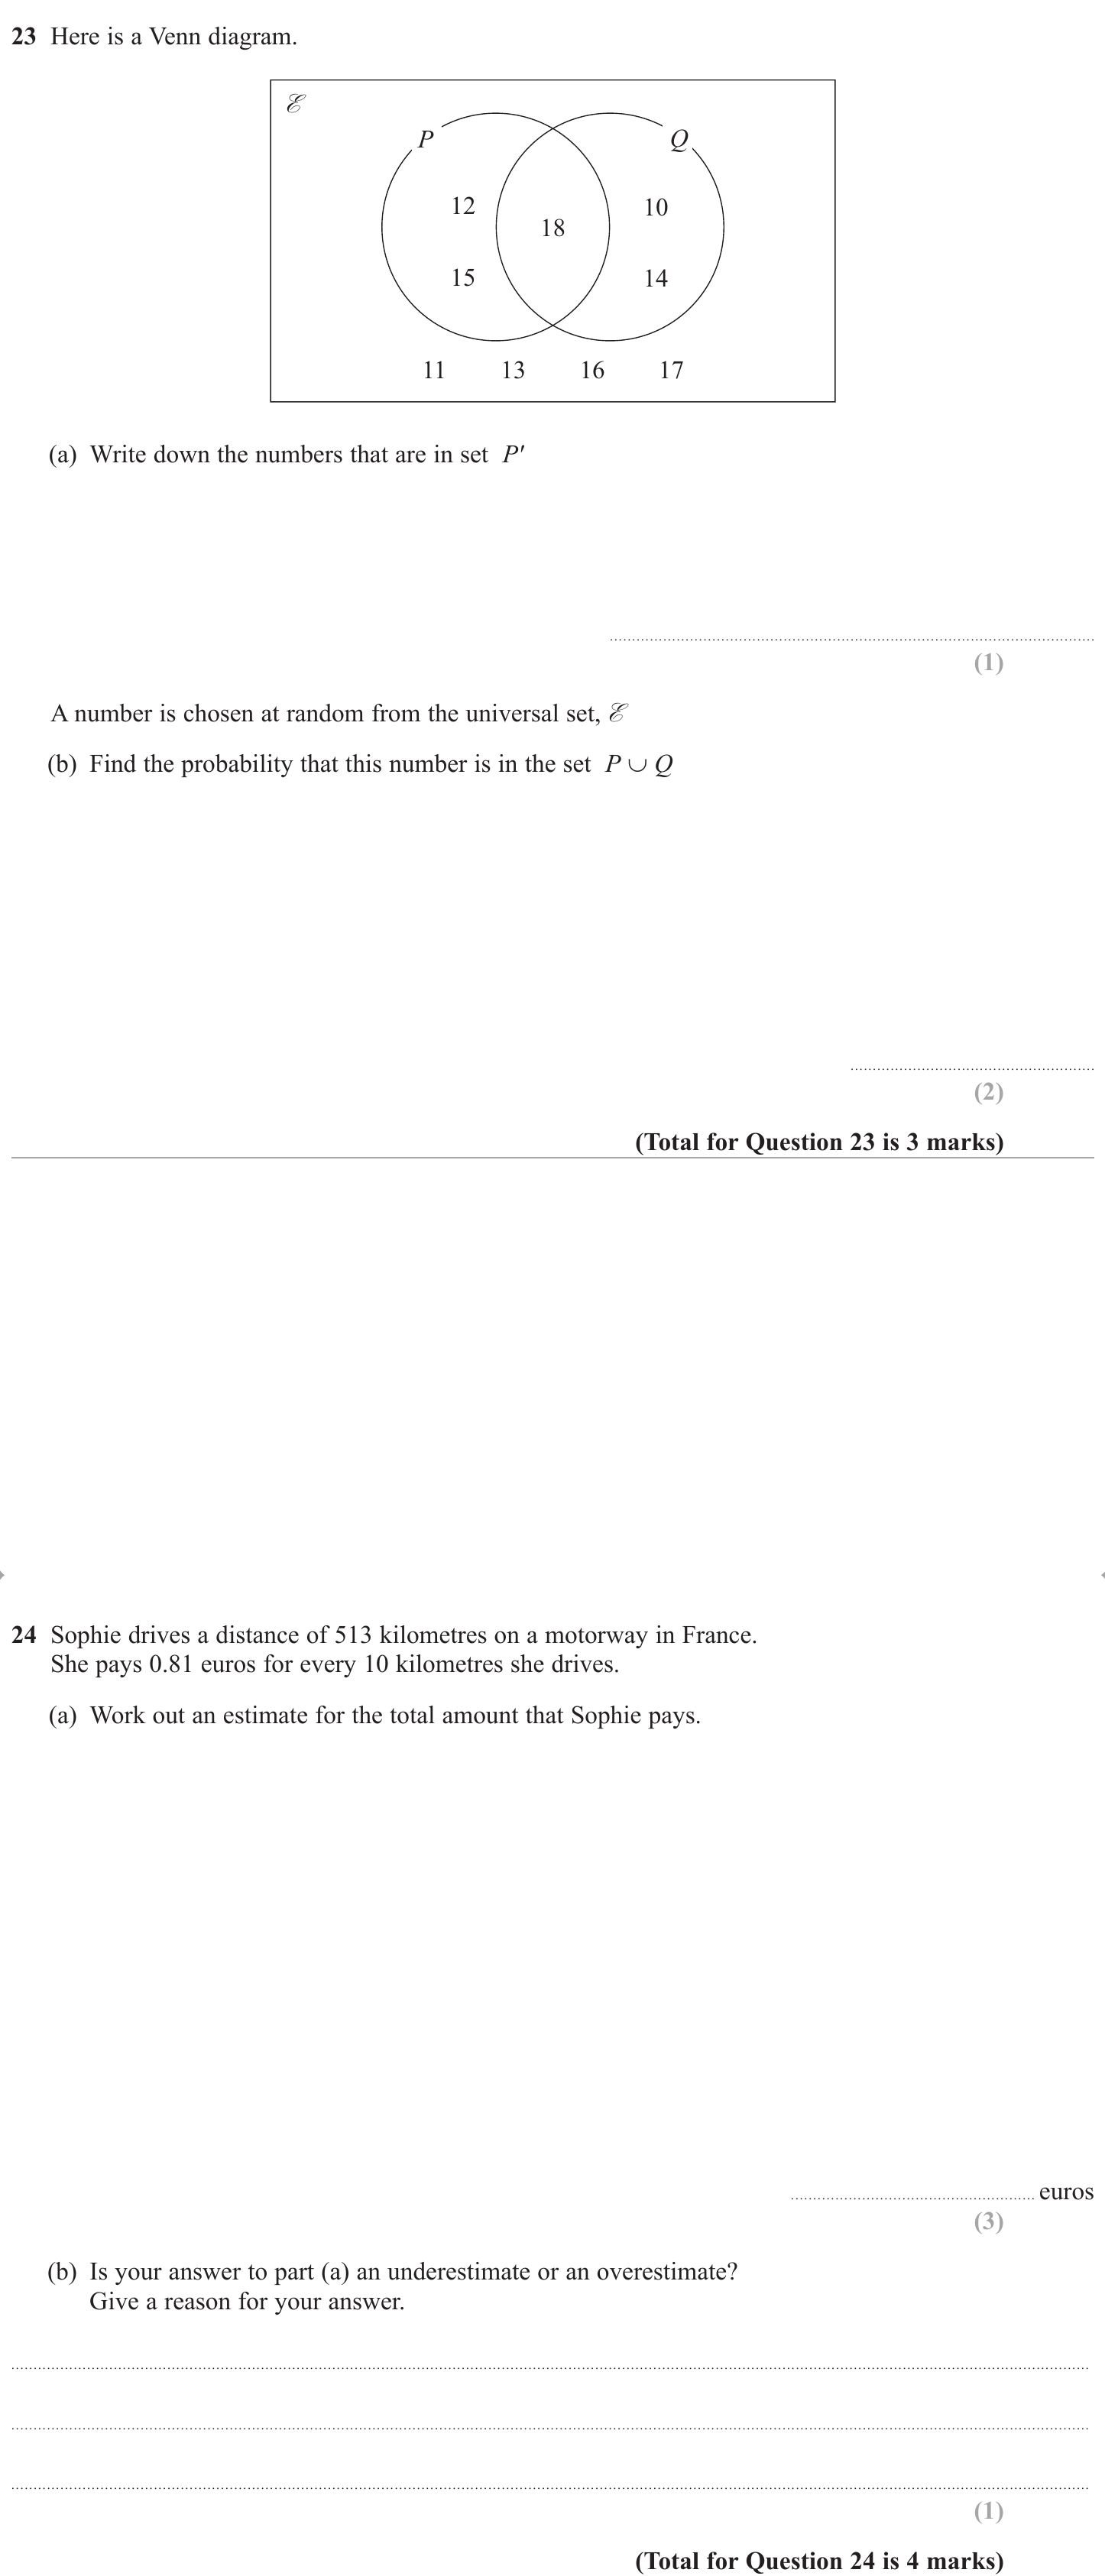 23 Here is a Venn diagram.
ℰ
P
Q
12
10
18
15
14
11 13 16 17
(a) Write down the numbers that are in set P′
(1)
A number is chosen at random from the universal set, ℰ
(b) Find the probability that this number is in the set P ∪ Q
(2)
(Total for Question 23 is 3 marks)
24 Sophie drives a distance of 513 kilometres on a motorway in France.
She pays 0.81 euros for every 10 kilometres she drives.
(a) Work out an estimate for the total amount that Sophie pays.
euros
(3)
(b) Is your answer to part (a) an underestimate or an overestimate?
Give a reason for your answer.
(1)
(Total for Question 24 is 4 marks)